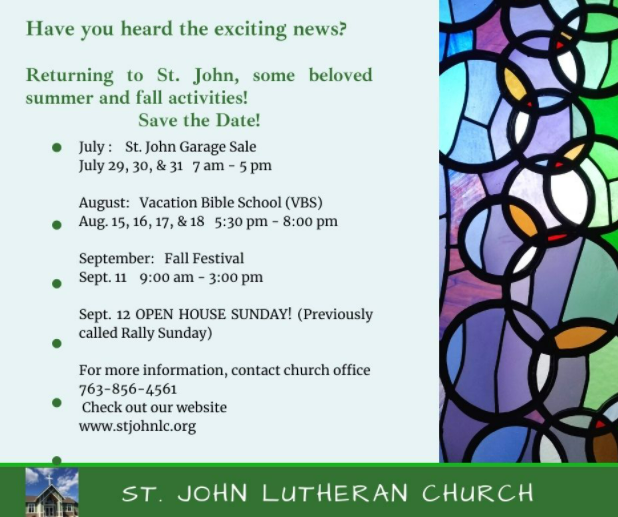 Have you heard the exciting news?
Returning to St. John, some beloved
summer and fall activities!
Save the Date!
July : St. John Garage Sale
July 29, 30, & 31 7 am - 5 pm
August: Vacation Bible School (VBS)
Aug. 15, 16, 17, & 18 5:30 pm - 8:00 pm
September: Fall Festival
Sept. 11 9:00 am - 3:00 pm
Sept. 12 OPEN HOUSE SUNDAY! (Previously
called Rally Sunday)
For more information, contact church office
763-856-4561
Check out our website
www.stjohnlc.org
ST. JOHN LUTHERAN CHURCH